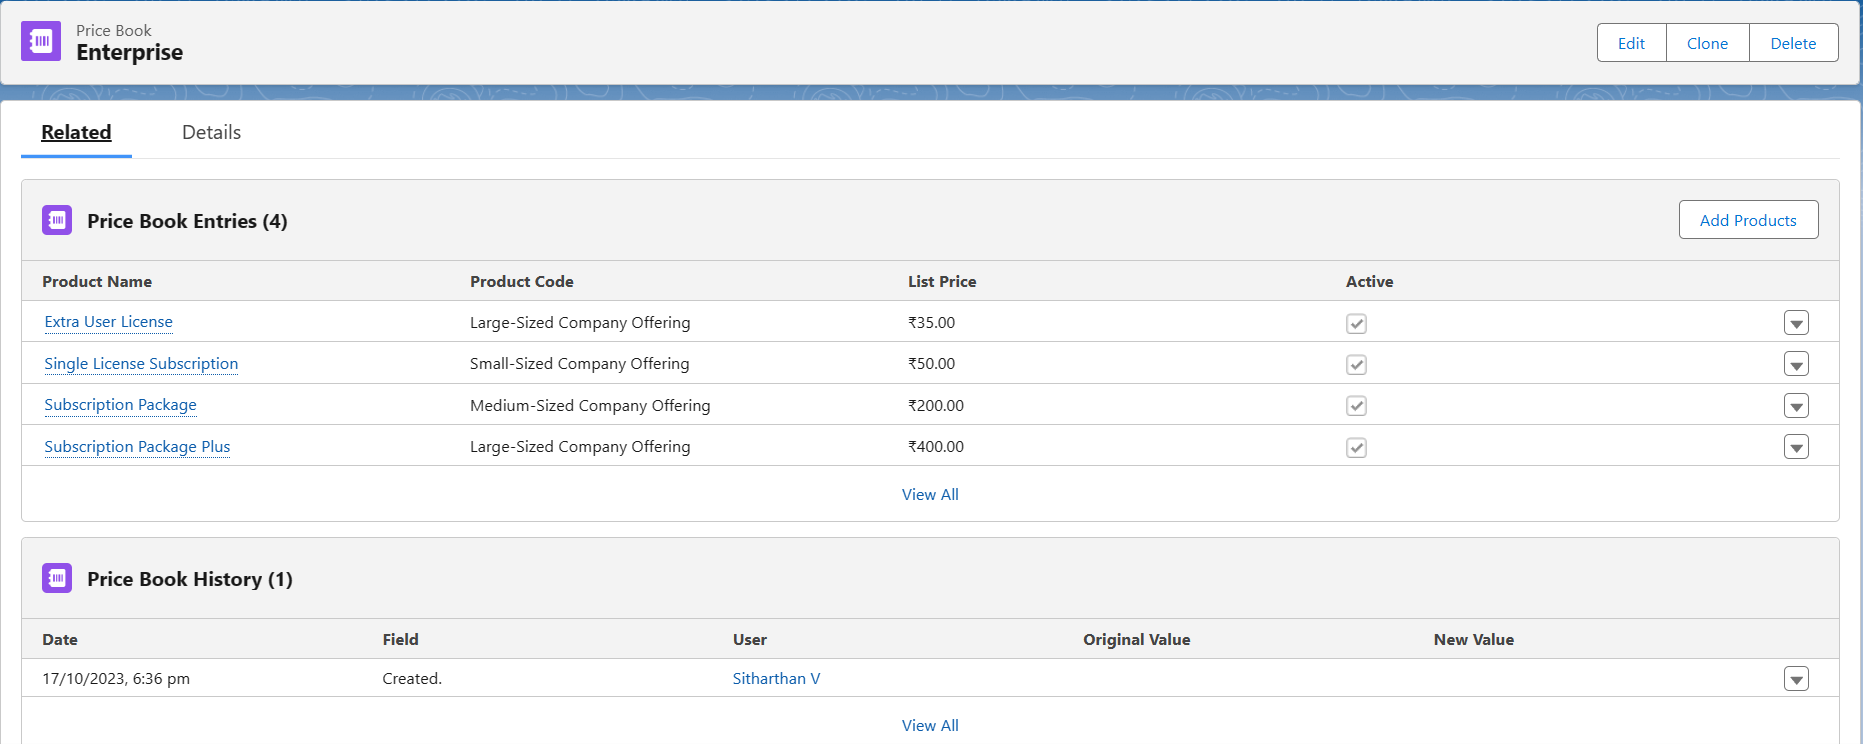 Price Book
Enterprise
Edit Clone Delete
Related Details
Price Book Entries (4) Add Products
Product Name Product Code List Price Active
Extra User License Large-Sized Company Offering ₹35.00
Single License Subscription Small-Sized Company Offering ₹50.00
Subscription Package Medium-Sized Company Offering ₹200.00
Subscription Package Plus Large-Sized Company Offering ₹400.00
View All
Price Book History (1)
Date Field User Original Value New Value
17/10/2023, 6:36 pm Created. Sitharthan V
View All